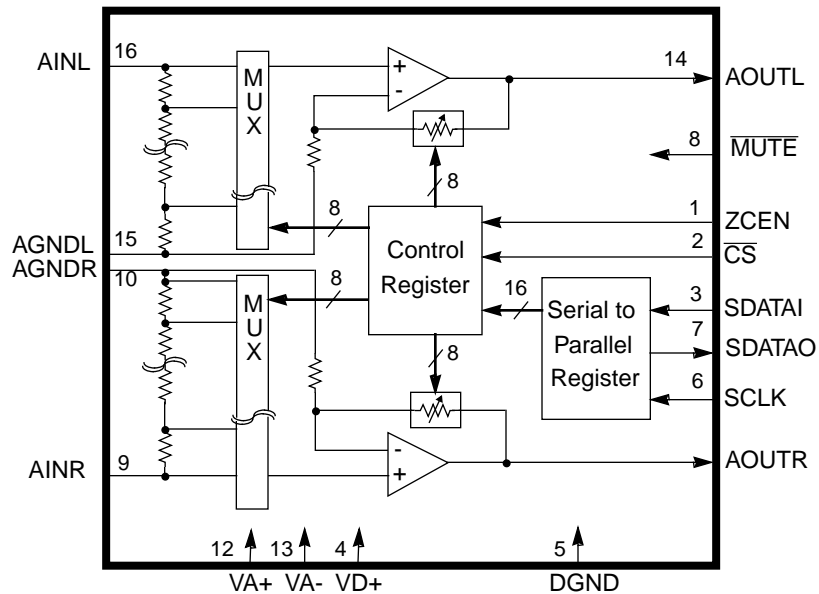 AINL
16
MUX
+
-
14
AOUTL
8
M̅U̅T̅E̅
8
8
1
ZCEN
2
C̅S̅
AGNDL
15
AGNDR
10
Control
Register
8
MUX
16
Serial to
Parallel
Register
3
SDATAI
7
SDATAO
6
SCLK
8
-
+
AINR
9
AOUTR
12
13
4
5
VA+
VA-
VD+
DGND